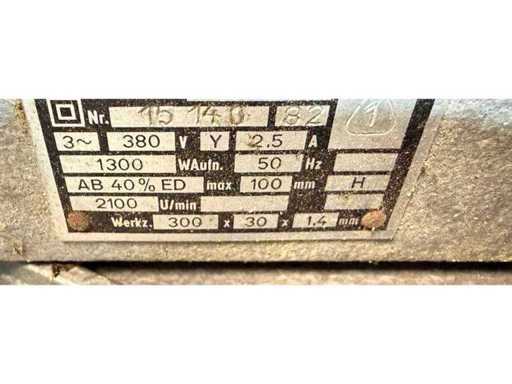 Nr. 15 140 82 1
3~ 380 V Y 2.5 A
1300 WAufn. 50 Hz
AB 40% ED max 100 mm H
2100 U/min
Werkz. 300 x 30 x 1.4 mm